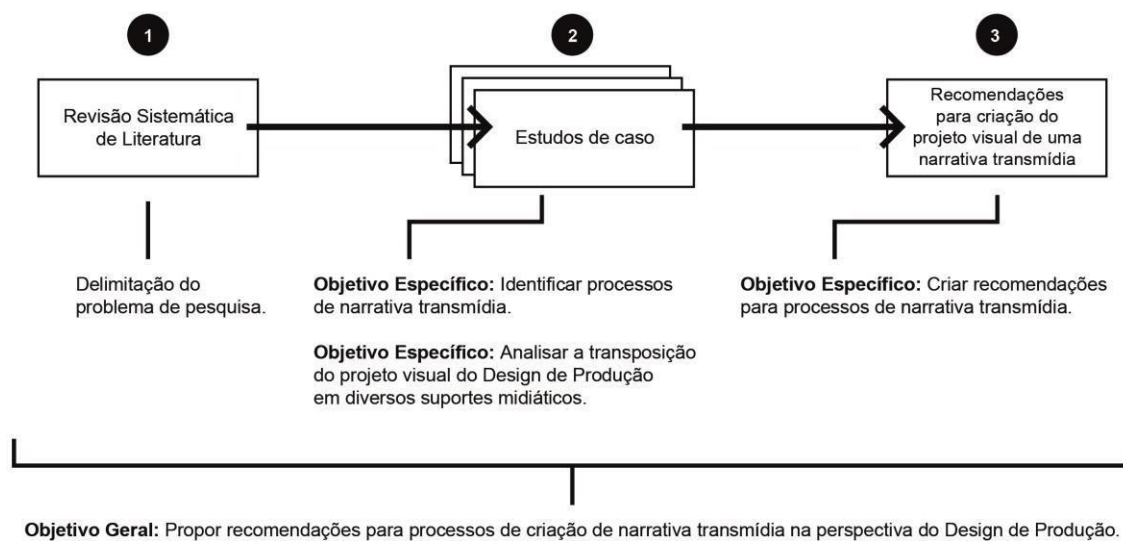 1
2
3
Revisão Sistemática
de Literatura
Estudos de caso
Recomendações
para criação do
projeto visual de uma
narrativa transmídia
Delimitação do
problema de pesquisa.
Objetivo Específico: Identificar processos
de narrativa transmídia.
Objetivo Específico: Analisar a transposição
do projeto visual do Design de Produção
em diversos suportes midiáticos.
Objetivo Específico: Criar recomendações
para processos de narrativa transmídia.
Objetivo Geral: Propor recomendações para processos de criação de narrativa transmídia na perspectiva do Design de Produção.